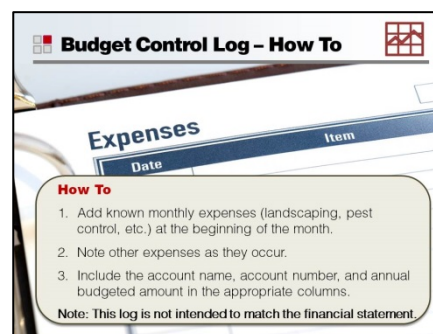 Budget Control Log – How To
Expenses
Date Item
How To
1. Add known monthly expenses (landscaping, pest
control, etc.) at the beginning of the month.
2. Note other expenses as they occur.
3. Include the account name, account number, and annual
budgeted amount in the appropriate columns.
Note: This log is not intended to match the financial statement.